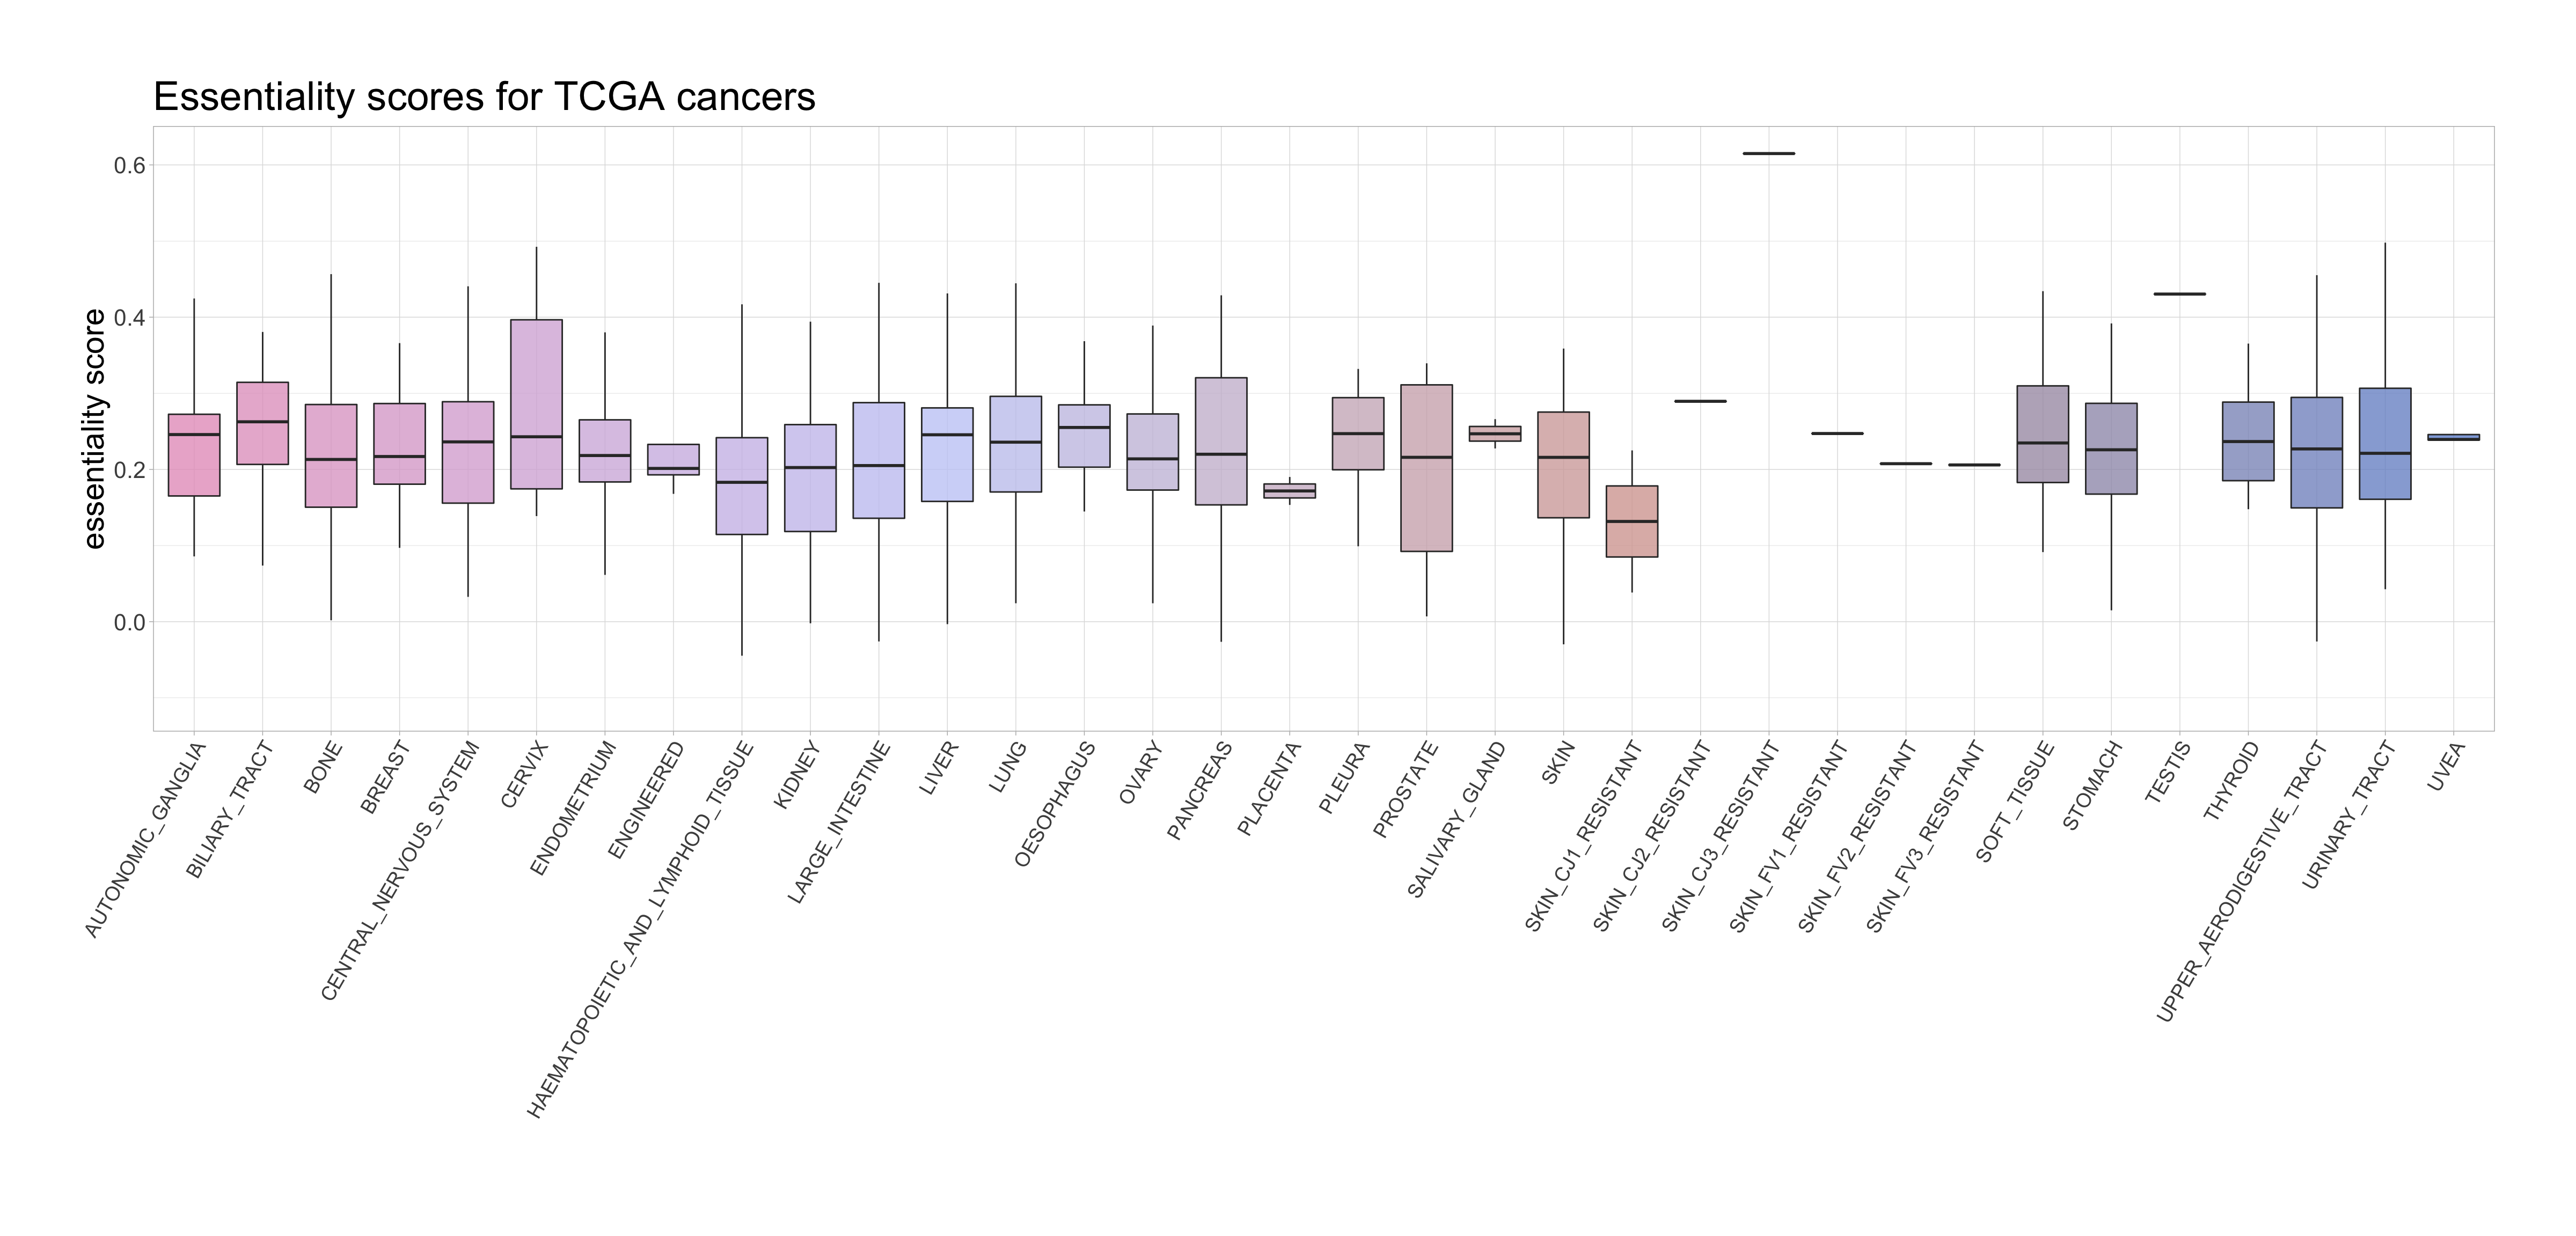 Essentiality scores for TCGA cancers
essentiality score
0.6
0.4
0.2
0.0
AUTONOMIC_GANGLIA
BILIARY_TRACT
BONE
BREAST
CENTRAL_NERVOUS_SYSTEM
CERVIX
ENDOMETRIUM
ENGINEERED
HAEMATOPOIETIC_AND_LYMPHOID_TISSUE
KIDNEY
LARGE_INTESTINE
LIVER
LUNG
OESOPHAGUS
OVARY
PANCREAS
PLACENTA
PLEURA
PROSTATE
SALIVARY_GLAND
SKIN
SKIN_CJ1_RESISTANT
SKIN_CJ2_RESISTANT
SKIN_CJ3_RESISTANT
SKIN_FV1_RESISTANT
SKIN_FV2_RESISTANT
SKIN_FV3_RESISTANT
SOFT_TISSUE
STOMACH
TESTIS
THYROID
UPPER_AERODIGESTIVE_TRACT
URINARY_TRACT
UVEA